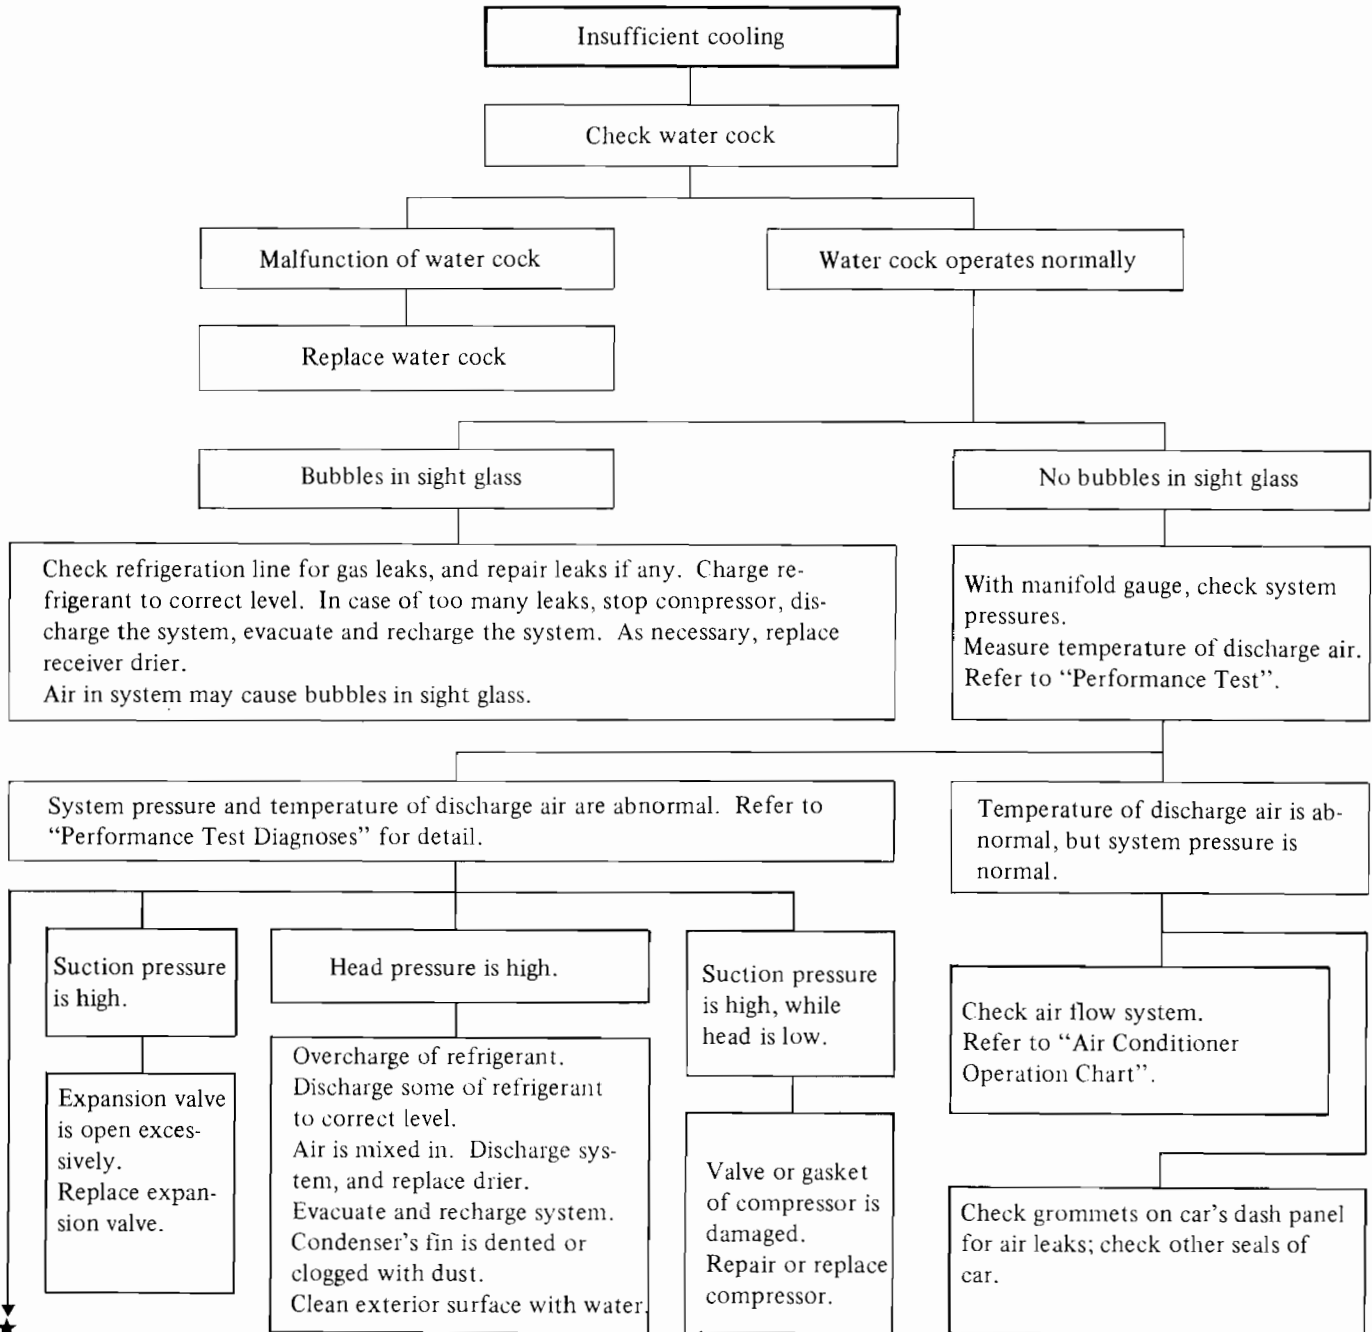 Insufficient cooling
Check water cock
Malfunction of water cock
Water cock operates normally
Replace water cock
Bubbles in sight glass
No bubbles in sight glass
Check refrigeration line for gas leaks, and repair leaks if any. Charge re-
frigerant to correct level. In case of too many leaks, stop compressor, dis-
charge the system, evacuate and recharge the system. As necessary, replace
receiver drier.
Air in system may cause bubbles in sight glass.
With manifold gauge, check system
pressures.
Measure temperature of discharge air.
Refer to “Performance Test”.
System pressure and temperature of discharge air are abnormal. Refer to
“Performance Test Diagnoses” for detail.
Temperature of discharge air is ab-
normal, but system pressure is
normal.
Suction pressure
is high.
Head pressure is high.
Suction pressure
is high, while
head is low.
Check air flow system.
Refer to “Air Conditioner
Operation Chart”.
Expansion valve
is open exces-
sively.
Replace expan-
sion valve.
Overcharge of refrigerant.
Discharge some of refrigerant
to correct level.
Air is mixed in. Discharge sys-
tem, and replace drier.
Evacuate and recharge system.
Condenser’s fin is dented or
clogged with dust.
Clean exterior surface with water.
Valve or gasket
of compressor is
damaged.
Repair or replace
compressor.
Check grommets on car’s dash panel
for air leaks; check other seals of
car.